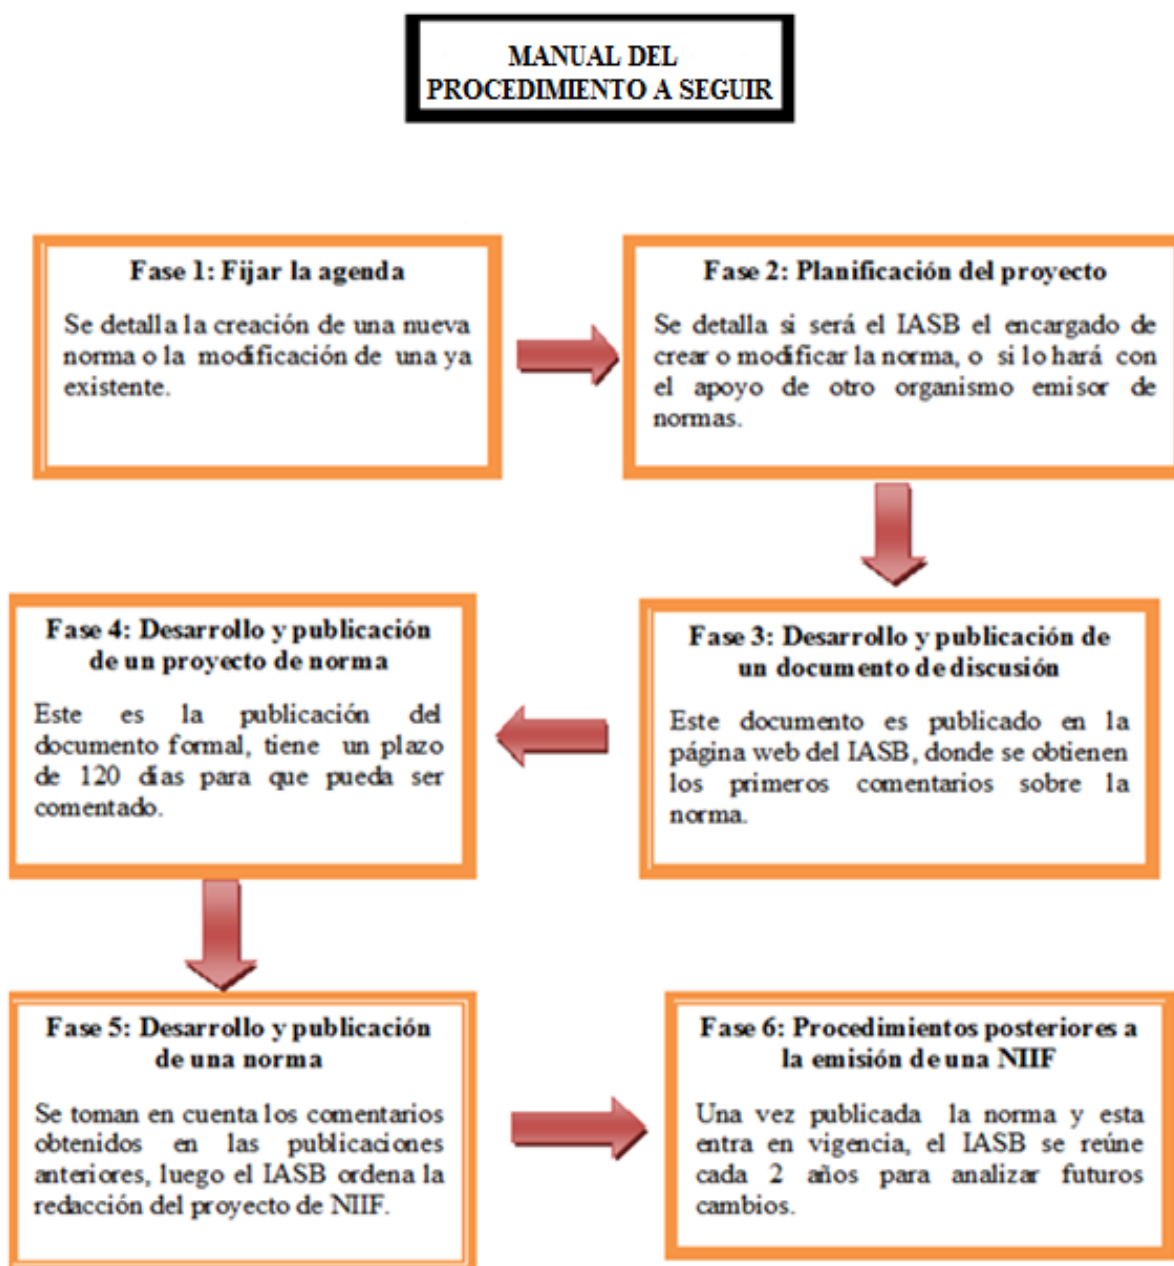 MANUAL DEL
PROCEDIMIENTO A SEGUIR
Fase 1: Fijar la agenda
Se detalla la creación de una nueva
norma o la modificación de una ya
existente.
Fase 2: Planificación del proyecto
Se detalla si será el IASB el encargado de
crear o modificar la norma, o si lo hará con
el apoyo de otro organismo emisor de
normas.
Fase 3: Desarrollo y publicación de
un documento de discusión
Este documento es publicado en la
página web del IASB, donde se obtienen
los primeros comentarios sobre la
norma.
Fase 4: Desarrollo y publicación
de un proyecto de norma
Este es la publicación del
documento formal, tiene un plazo
de 120 días para que pueda ser
comentado.
Fase 5: Desarrollo y publicación
de una norma
Se toman en cuenta los comentarios
obtenidos en las publicaciones
anteriores, luego el IASB ordena la
redacción del proyecto de NIIF.
Fase 6: Procedimientos posteriores a
la emisión de una NIIF
Una vez publicada la norma y esta
entra en vigencia, el IASB se reúne
cada 2 años para analizar futuros
cambios.